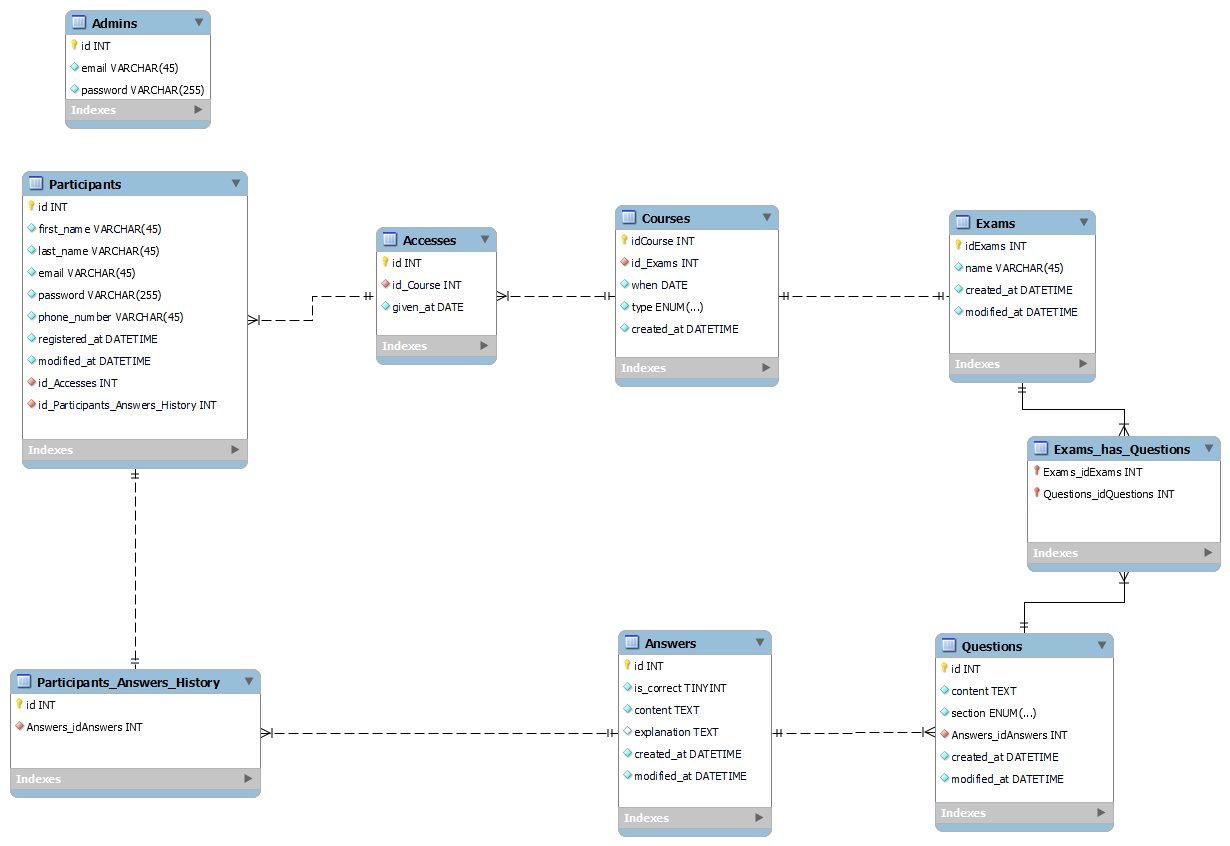 Admins
id INT
email VARCHAR(45)
password VARCHAR(255)
Indexes
Participants
id INT
first_name VARCHAR(45)
last_name VARCHAR(45)
email VARCHAR(45)
password VARCHAR(255)
phone_number VARCHAR(45)
registered_at DATETIME
modified_at DATETIME
id_Accesses INT
id_Participants_Answers_History INT
Indexes
Accesses
id INT
id_Course INT
given_at DATE
Indexes
Courses
idCourse INT
id_Exams INT
when DATE
type ENUM(...)
created_at DATETIME
Indexes
Exams
idExams INT
name VARCHAR(45)
created_at DATETIME
modified_at DATETIME
Indexes
Exams_has_Questions
Exams_idExams INT
Questions_idQuestions INT
Indexes
Participants_Answers_History
id INT
Answers_idAnswers INT
Indexes
Answers
id INT
is_correct TINYINT
content TEXT
explanation TEXT
created_at DATETIME
modified_at DATETIME
Indexes
Questions
id INT
content TEXT
section ENUM(...)
Answers_idAnswers INT
created_at DATETIME
modified_at DATETIME
Indexes